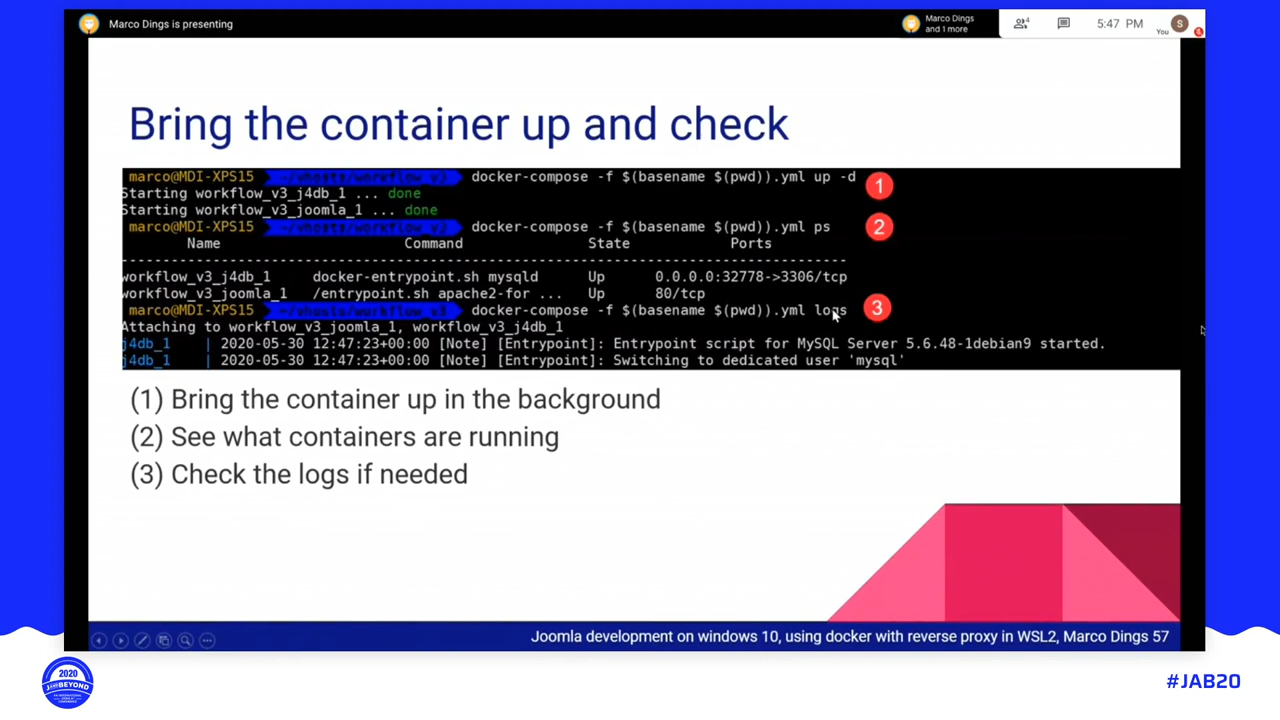 Marco Dings is presenting
Marco Dings
and 1 more
4
5:47 PM
You
S
Bring the container up and check
marco@MDI-XPS15 ~/vhosts/workflow_v3 docker-compose -f $(basename $(pwd)).yml up -d
1
Starting workflow_v3_j4db_1 ... done
Starting workflow_v3_joomla_1 ... done
marco@MDI-XPS15 ~/vhosts/workflow_v3 docker-compose -f $(basename $(pwd)).yml ps
2
Name Command State Ports
--------------------------------------------------------------------------------
workflow_v3_j4db_1 docker-entrypoint.sh mysqld Up 0.0.0.0:32778->3306/tcp
workflow_v3_joomla_1 /entrypoint.sh apache2-for ... Up 80/tcp
marco@MDI-XPS15 ~/vhosts/workflow_v3 docker-compose -f $(basename $(pwd)).yml logs
3
Attaching to workflow_v3_joomla_1, workflow_v3_j4db_1
j4db_1 | 2020-05-30 12:47:23+00:00 [Note] [Entrypoint]: Entrypoint script for MySQL Server 5.6.48-1debian9 started.
j4db_1 | 2020-05-30 12:47:23+00:00 [Note] [Entrypoint]: Switching to dedicated user 'mysql'
(1) Bring the container up in the background
(2) See what containers are running
(3) Check the logs if needed
Joomla development on windows 10, using docker with reverse proxy in WSL2, Marco Dings 57
2020
JANDBEYOND
#JAB20